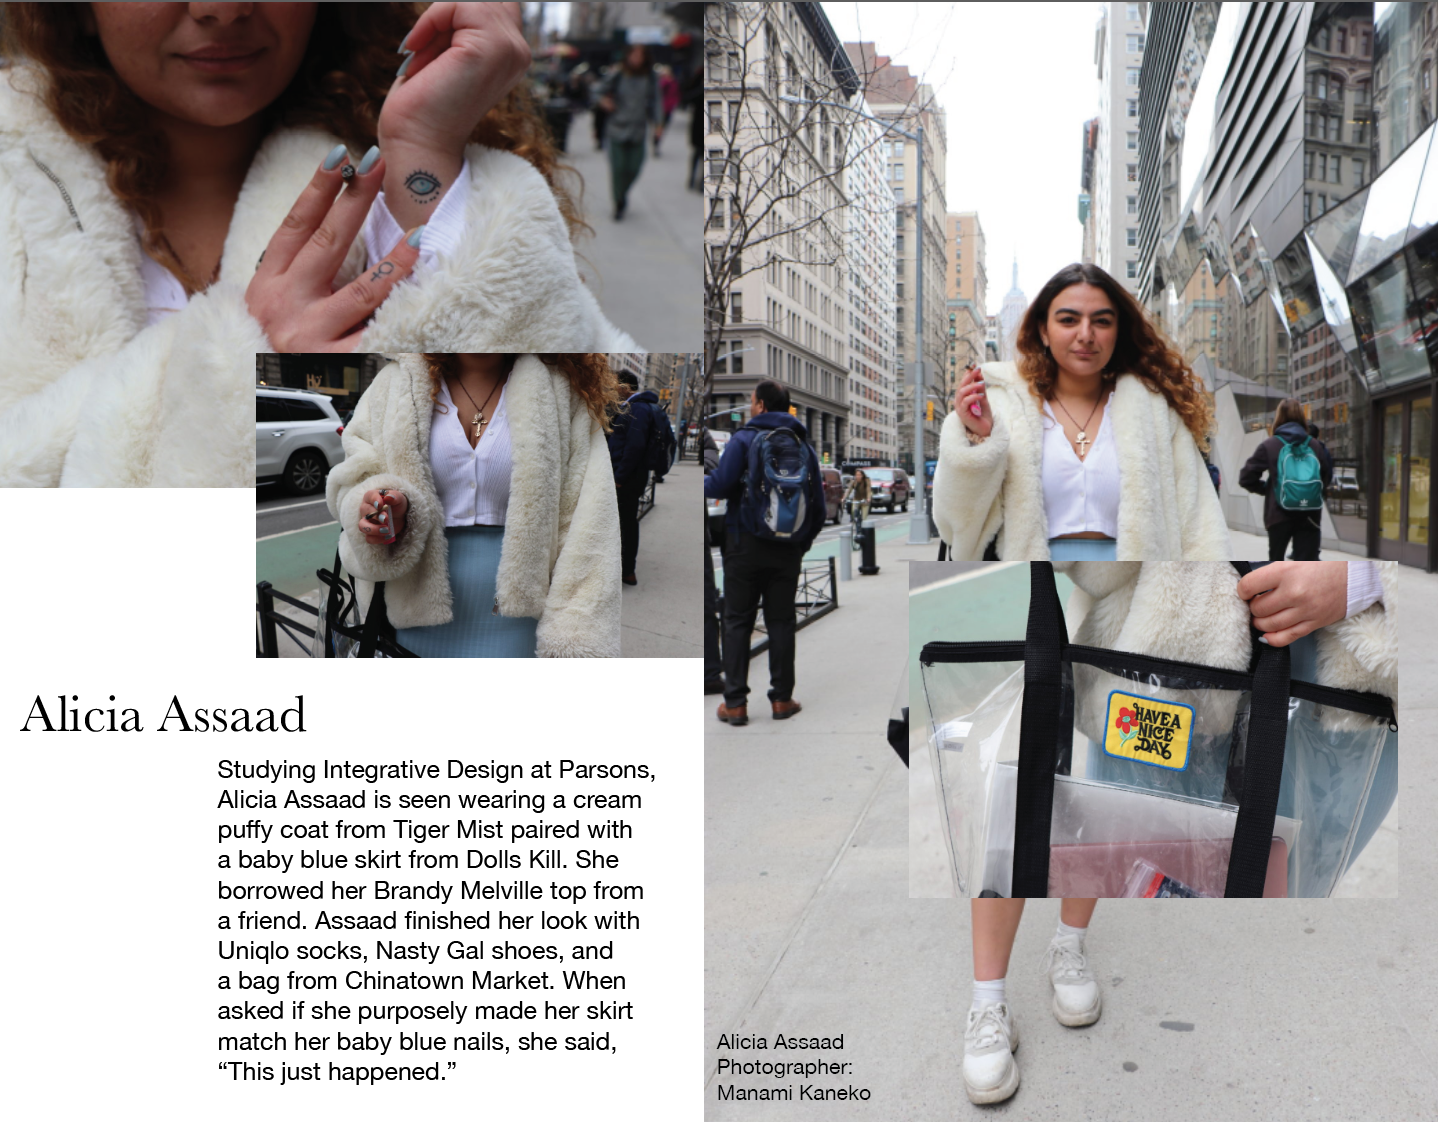 Alicia Assaad
Studying Integrative Design at Parsons,
Alicia Assaad is seen wearing a cream
puffy coat from Tiger Mist paired with
a baby blue skirt from Dolls Kill. She
borrowed her Brandy Melville top from
a friend. Assaad finished her look with
Uniqlo socks, Nasty Gal shoes, and
a bag from Chinatown Market. When
asked if she purposely made her skirt
match her baby blue nails, she said,
“This just happened.”
COMPASS
HAVE A
NICE
DAY
Alicia Assaad
Photographer:
Manami Kaneko